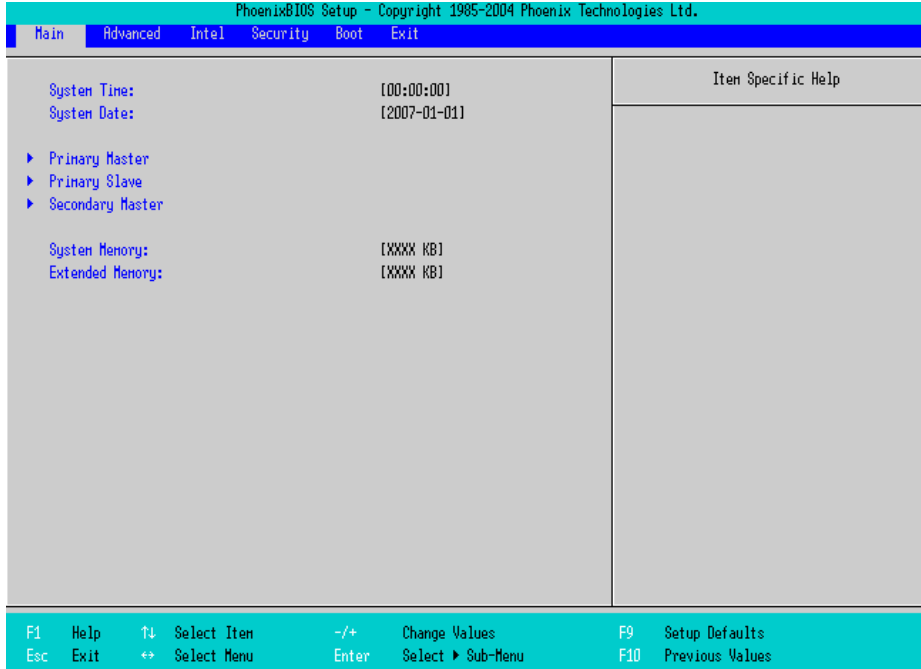 PhoenixBIOS Setup - Copyright 1985-2004 Phoenix Technologies Ltd.
Main Advanced Intel Security Boot Exit
Item Specific Help
System Time: [00:00:00]
System Date: [2007-01-01]
Primary Master
Primary Slave
Secondary Master
System Memory: [XXXX KB]
Extended Memory: [XXXX KB]
F1 Help ↑↓ Select Item -/+ Change Values F9 Setup Defaults
Esc Exit ↔ Select Menu Enter Select ▶ Sub-Menu F10 Previous Values